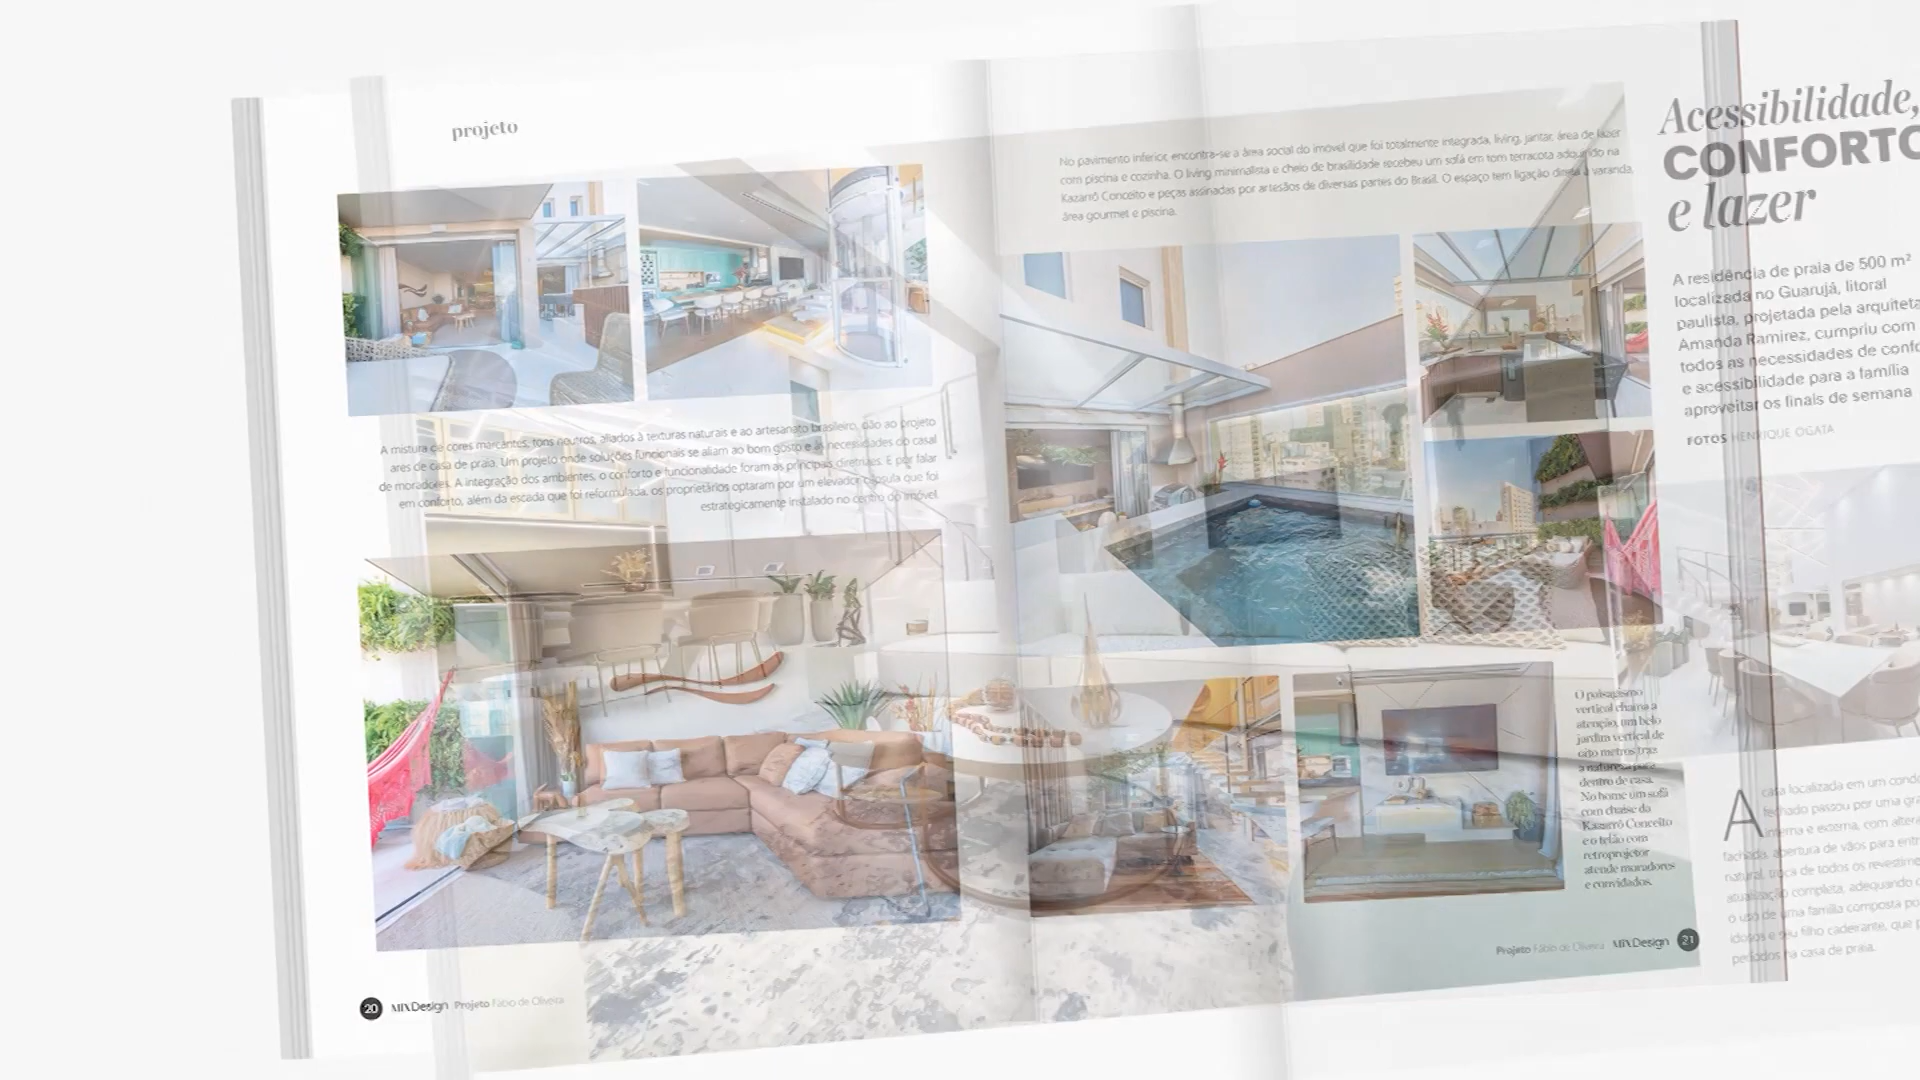 projeto
A mistura de cores marcantes, tons neutros, aliados à texturas naturais e ao artesanato brasileiro, dão ao projeto
ares de casa de praia. Um projeto onde soluções funcionais se aliam ao bom gosto e às necessidades do casal
de moradores. A integração dos ambientes, o conforto e funcionalidade foram as principais diretrizes. E por falar
em conforto, além da escada que foi reformulada, os proprietários optaram por um elevador cápsula que foi
estrategicamente instalado no centro do imóvel.
20 MIXDesign Projeto Fábio de Oliveira
No pavimento inferior, encontra-se a área social do imóvel que foi totalmente integrada, living, jantar, área de lazer
com piscina e cozinha. O living minimalista e cheio de brasilidade recebeu um sofá em tom terracota adquirido na
Kazarrô Conceito e peças assinadas por artesãos de diversas partes do Brasil. O espaço tem ligação direta à varanda,
área gourmet e piscina.
O paisagismo
vertical chama a
atenção, um belo
jardim vertical de
oito metros traz
a natureza para
dentro de casa.
No home um sofá
com chaise da
Kazarrô Conceito
e o telão com
retroprojetor
atende moradores
e convidados.
Projeto Fábio de Oliveira MIXDesign 21
Acessibilidade,
CONFORTO
e lazer
A residência de praia de 500 m²
localizada no Guarujá, litoral
paulista, projetada pela arquiteta
Amanda Ramirez, cumpriu com
todos as necessidades de
e acessibilidade para a família
aproveitar os finais de semana
FOTOS HENRIQUE OGATA
A casa localizada em um
fechado passou por uma
interna e externa, com
fachada, abertura de vãos para
natural, troca de todos os
atualização completa, adequando
o uso de uma família composta
idosos e seu filho cadeirante, que
períodos na casa de praia.